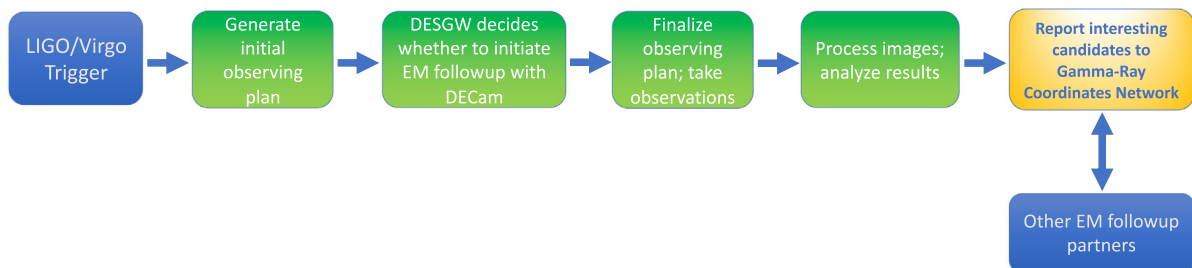 LIGO/Virgo
Trigger
Generate
initial
observing
plan
DESGW decides
whether to initiate
EM followup with
DECam
Finalize
observing
plan; take
observations
Process images;
analyze results
Report interesting
candidates to
Gamma-Ray
Coordinates Network
Other EM followup
partners